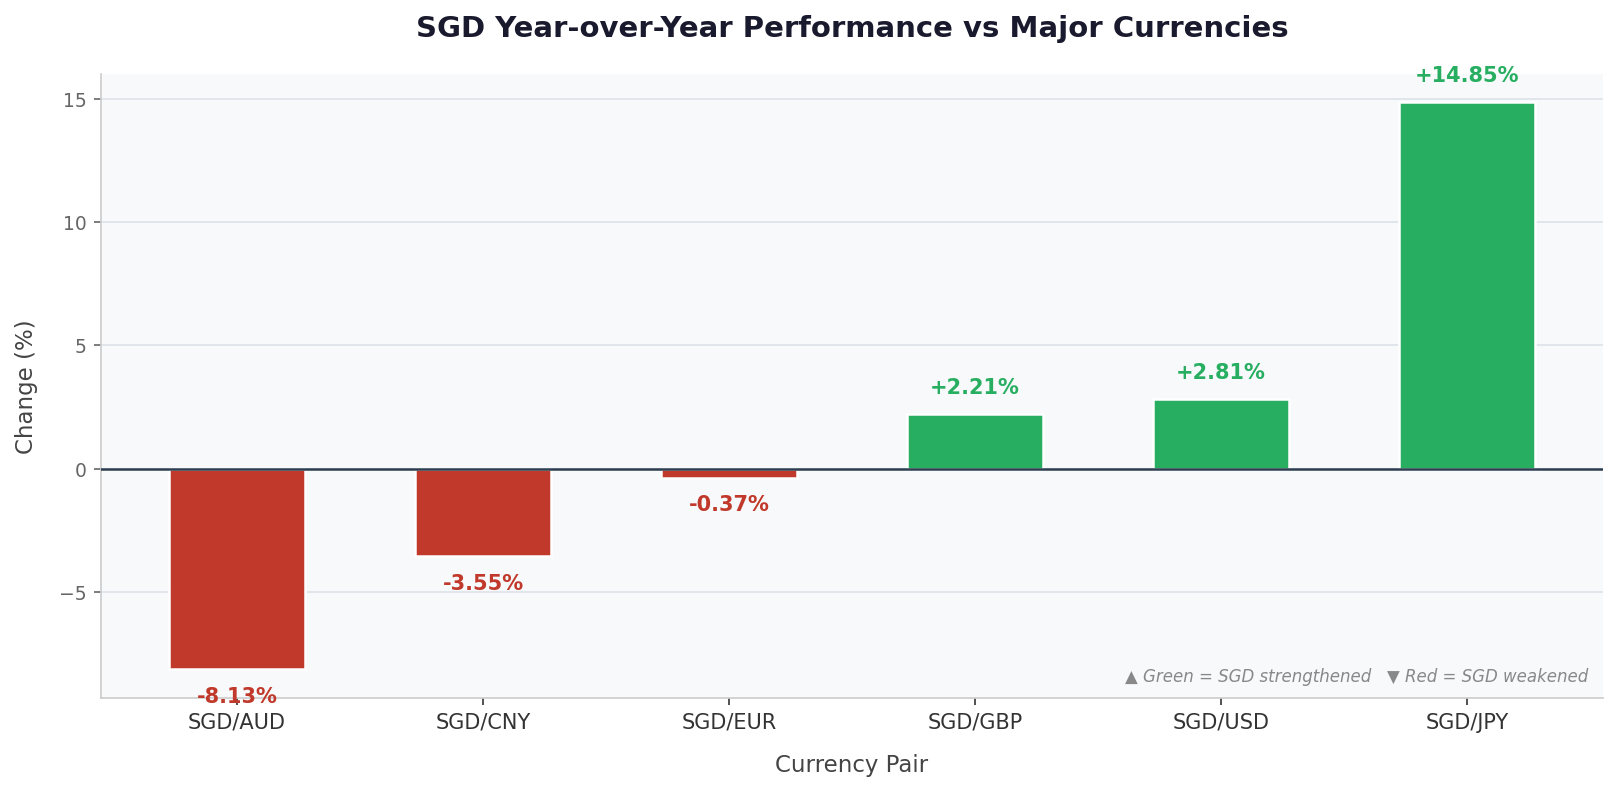 SGD Year-over-Year Performance vs Major Currencies
+14.85%
15
10
5
+2.21%
+2.81%
0
-0.37%
-3.55%
−5
-8.13%
Change (%)
▲ Green = SGD strengthened ▼ Red = SGD weakened
SGD/AUD SGD/CNY SGD/EUR SGD/GBP SGD/USD SGD/JPY
Currency Pair